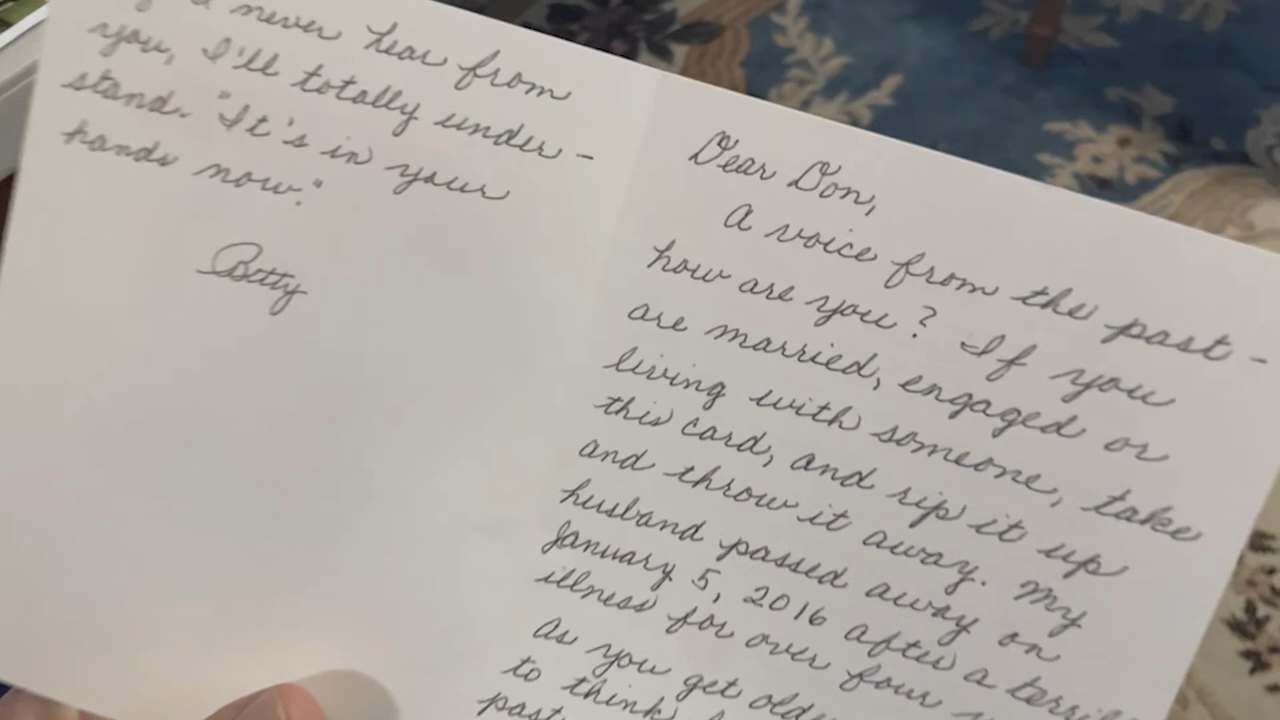 never hear from
you, I'll totally under-
stand. "It's in your
hands now."
Betty
Dear Don,
A voice from the past -
how are you? If you
are married, engaged or
living with someone, take
this card, and rip it up
and throw it away. My
husband passed away on
January 5, 2016 after a
illness for over four
As you get
to think